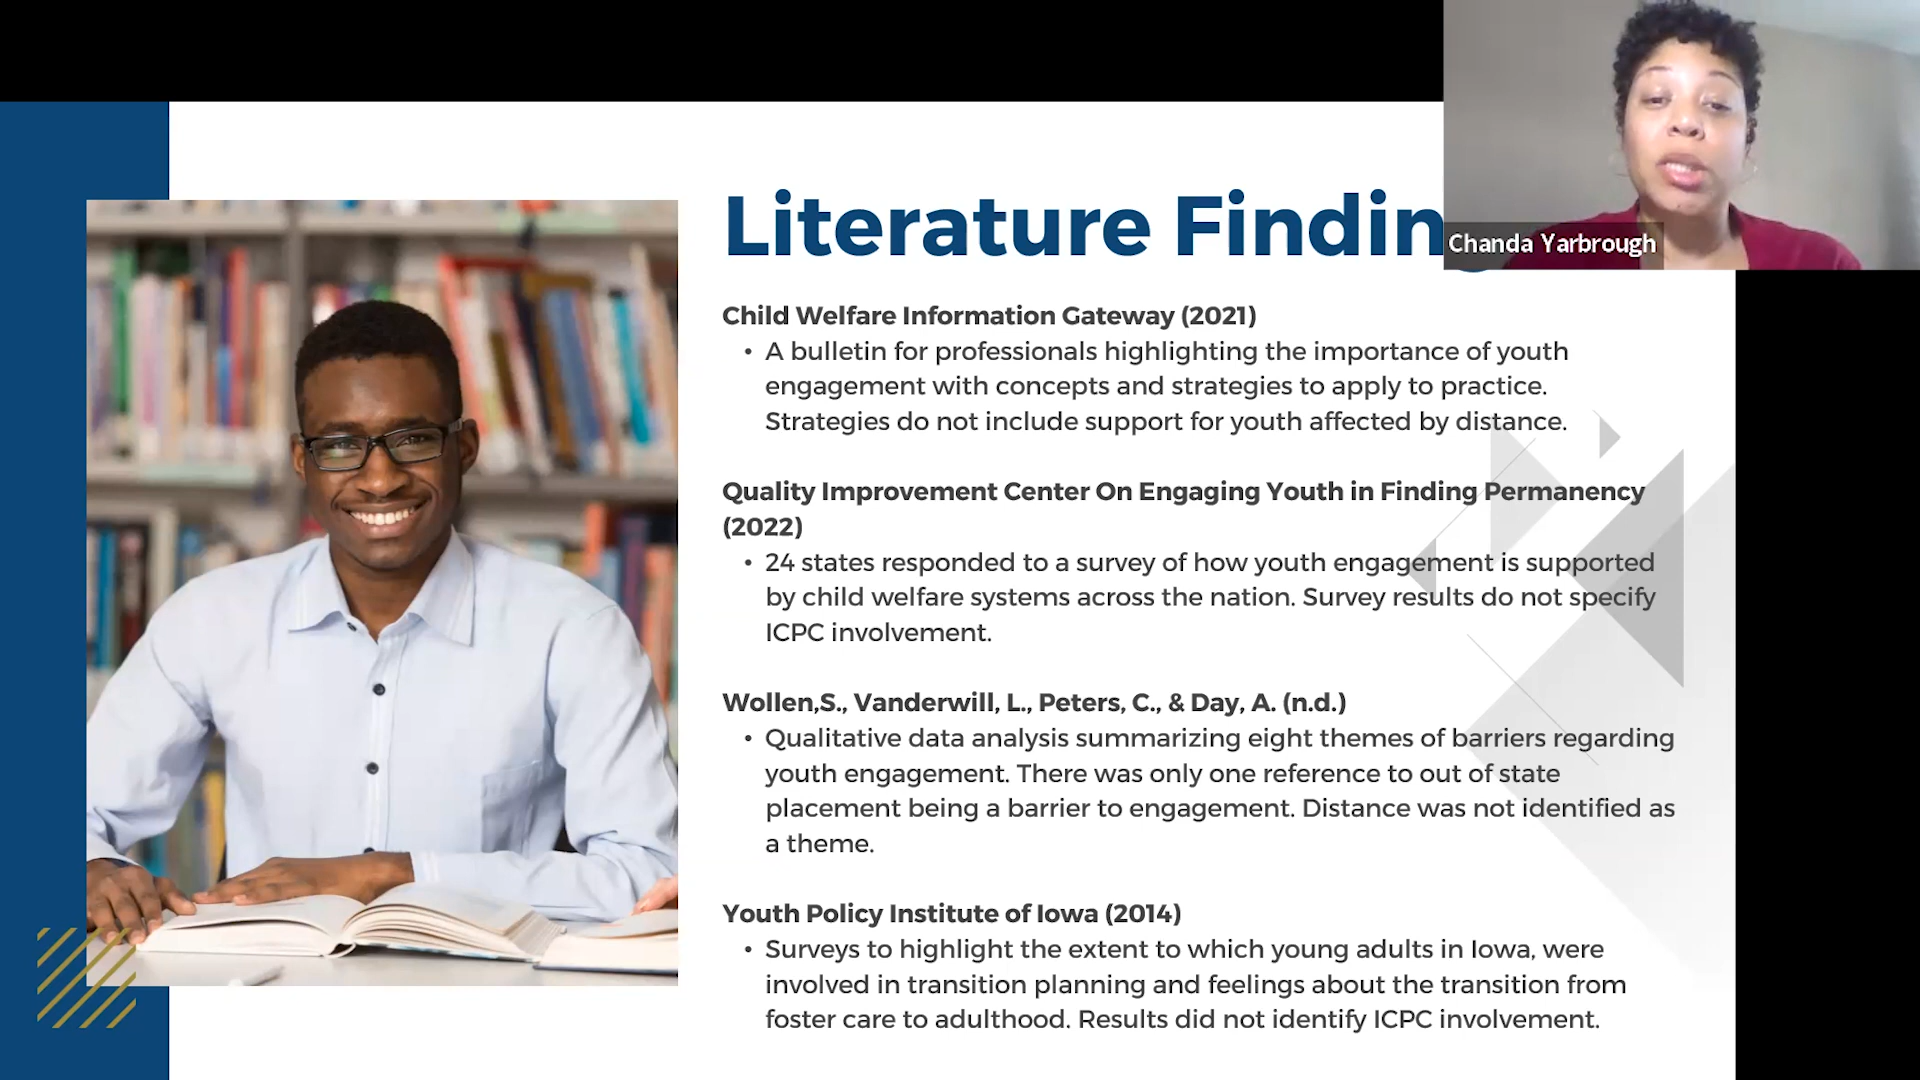 Literature Findin
Chanda Yarbrough
Child Welfare Information Gateway (2021)
• A bulletin for professionals highlighting the importance of youth
engagement with concepts and strategies to apply to practice.
Strategies do not include support for youth affected by distance.
Quality Improvement Center On Engaging Youth in Finding Permanency
(2022)
• 24 states responded to a survey of how youth engagement is supported
by child welfare systems across the nation. Survey results do not specify
ICPC involvement.
Wollen,S., Vanderwill, L., Peters, C., & Day, A. (n.d.)
• Qualitative data analysis summarizing eight themes of barriers regarding
youth engagement. There was only one reference to out of state
placement being a barrier to engagement. Distance was not identified as
a theme.
Youth Policy Institute of Iowa (2014)
• Surveys to highlight the extent to which young adults in Iowa, were
involved in transition planning and feelings about the transition from
foster care to adulthood. Results did not identify ICPC involvement.